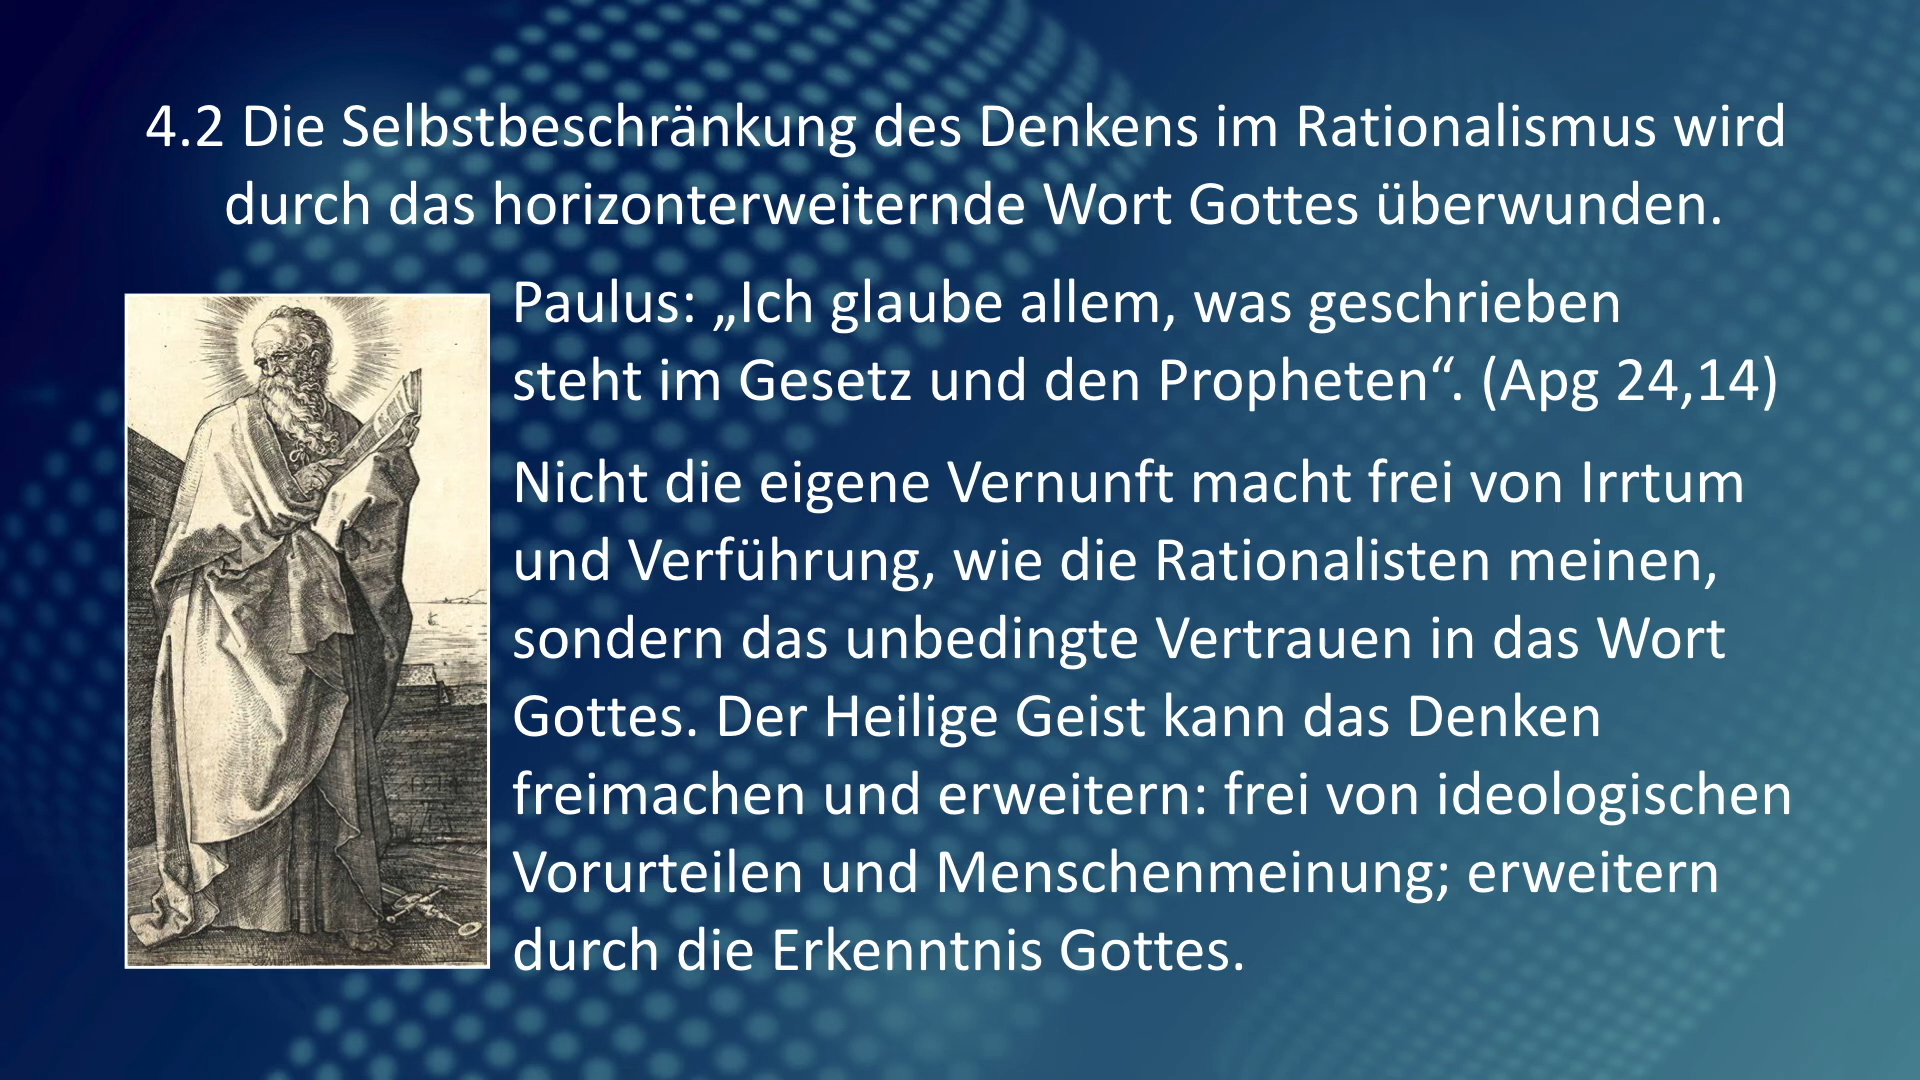 4.2 Die Selbstbeschränkung des Denkens im Rationalismus wird
durch das horizonterweiternde Wort Gottes überwunden.
Paulus: „Ich glaube allem, was geschrieben
steht im Gesetz und den Propheten“. (Apg 24,14)
Nicht die eigene Vernunft macht frei von Irrtum
und Verführung, wie die Rationalisten meinen,
sondern das unbedingte Vertrauen in das Wort
Gottes. Der Heilige Geist kann das Denken
freimachen und erweitern: frei von ideologischen
Vorurteilen und Menschenmeinung; erweitern
durch die Erkenntnis Gottes.